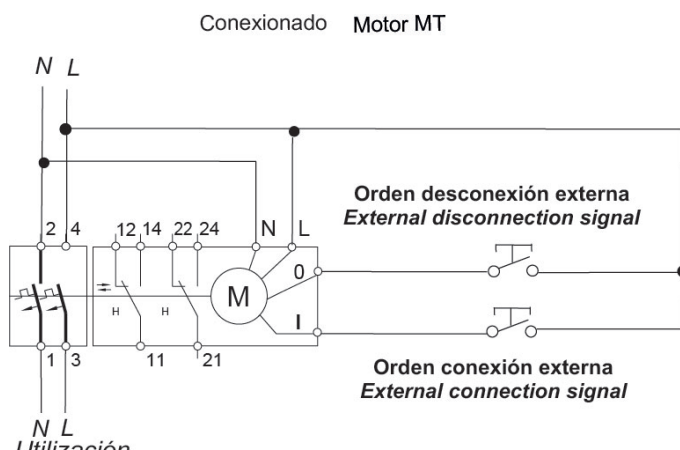 Conexionado Motor MT
N L
2 4 12 14 22 24 N L
Orden desconexión externa
External disconnection signal
0
M
H H
I
1 3 11 21
Orden conexión externa
External connection signal
N L
Utilización